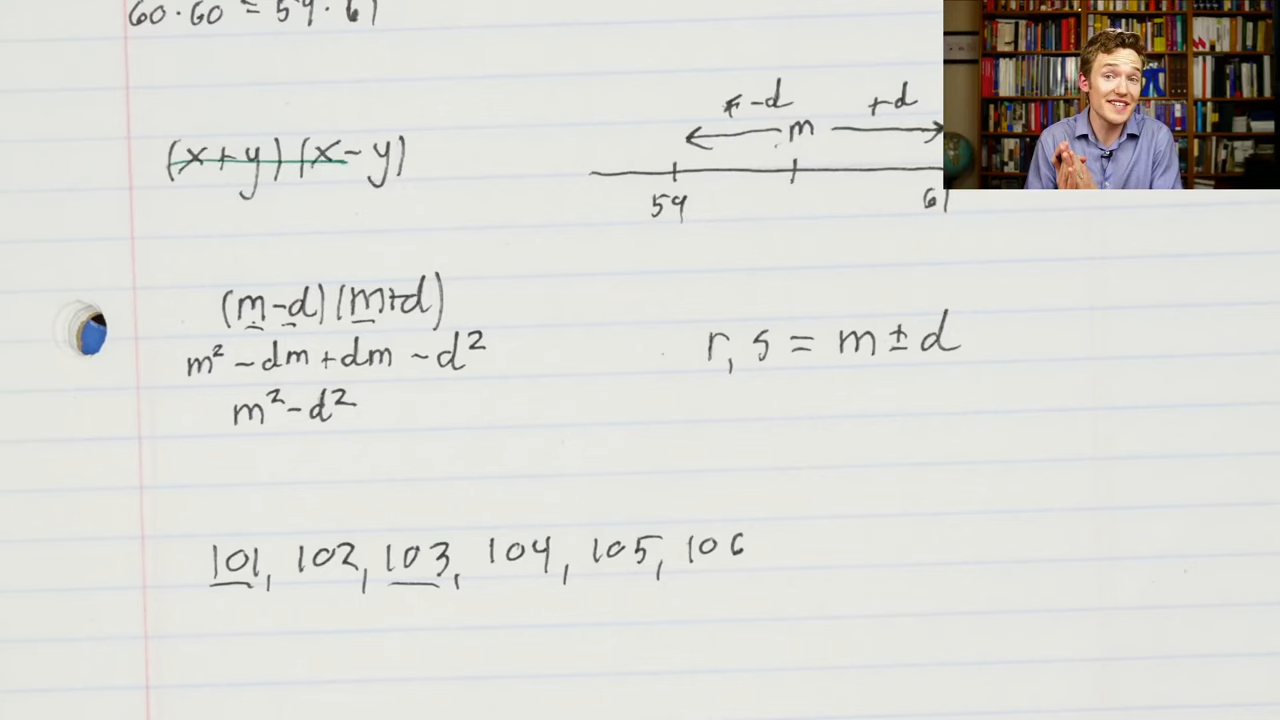 60·60 = 59·61
(x+y)(x-y)
-d
+d
m
59
61
(m-d)(m+d)
m² - dm + dm - d²
m² - d²
r, s = m ± d
101, 102, 103, 104, 105, 106